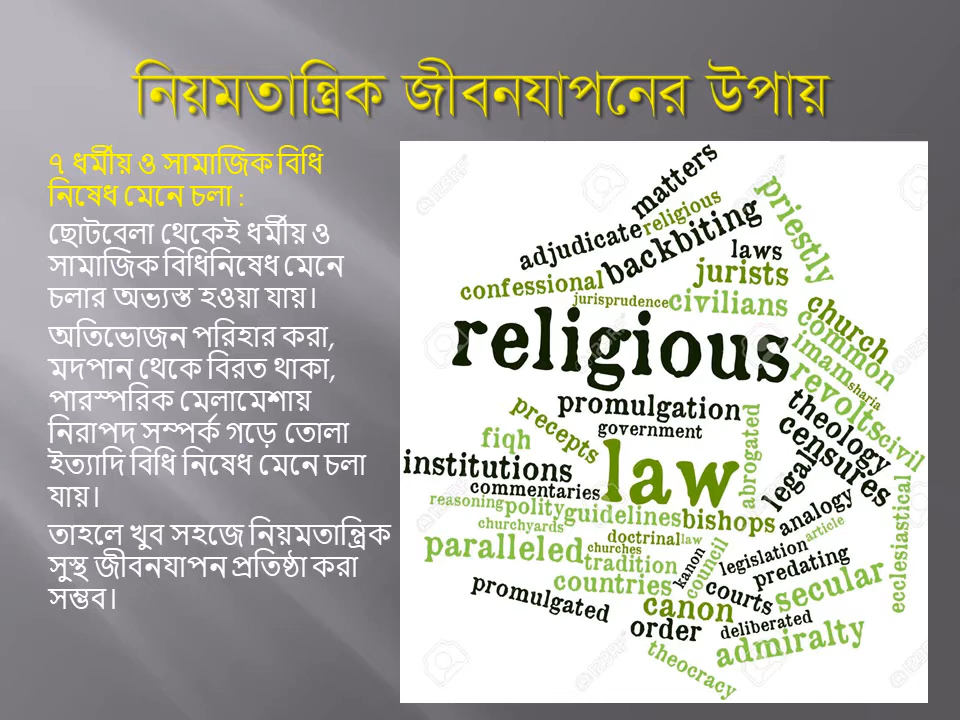 নিয়মতান্ত্রিক জীবনযাপনের উপায়
৭ ধর্মীয় ও সামাজিক বিধি
নিষেধ মেনে চলা :
ছোটবেলা থেকেই ধর্মীয় ও
সামাজিক বিধিনিষেধ মেনে
চলার অভ্যস্ত হওয়া যায়।
অতিভোজন পরিহার করা,
মদপান থেকে বিরত থাকা,
পারস্পরিক মেলামেশায়
নিরাপদ সম্পর্ক গড়ে তোলা
ইত্যাদি বিধি নিষেধ মেনে চলা
যায়।
তাহলে খুব সহজে নিয়মতান্ত্রিক
সুস্থ জীবনযাপন প্রতিষ্ঠা করা
সম্ভব।
matters
religious
adjudicate
backbiting
priestly
laws
confessional
jurists
jurisprudence
civilians
church
common
religious
imam
sharia
revolts
promulgation
theology
civil
precepts
government
censures
fiqh
abrogated
law
legal
institutions
commentaries
analogy
reasoning
polity
guidelines
bishops
article
churchyards
doctrinal
law
ecclesiastical
paralleled
churches
tradition
kanon
council
legislation
predating
countries
courts
secular
promulgated
canon
order
deliberated
admiralty
theocracy
123RF